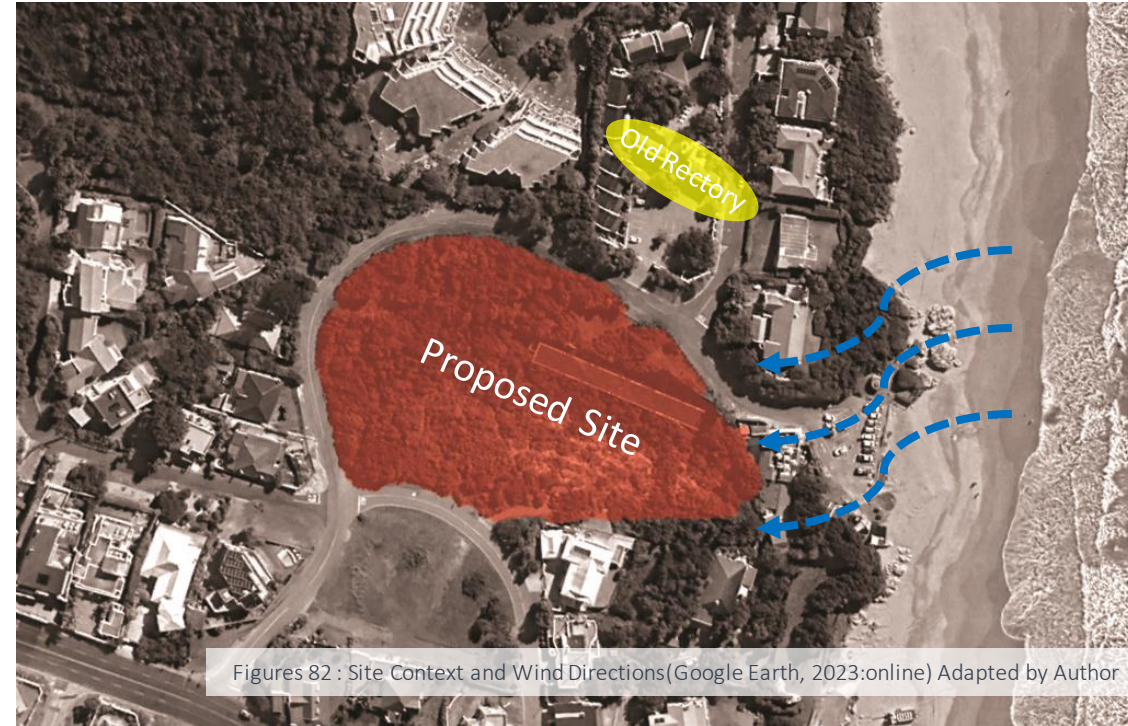 Old Rectory
Proposed Site
Figures 82 : Site Context and Wind Directions(Google Earth, 2023:online) Adapted by Author